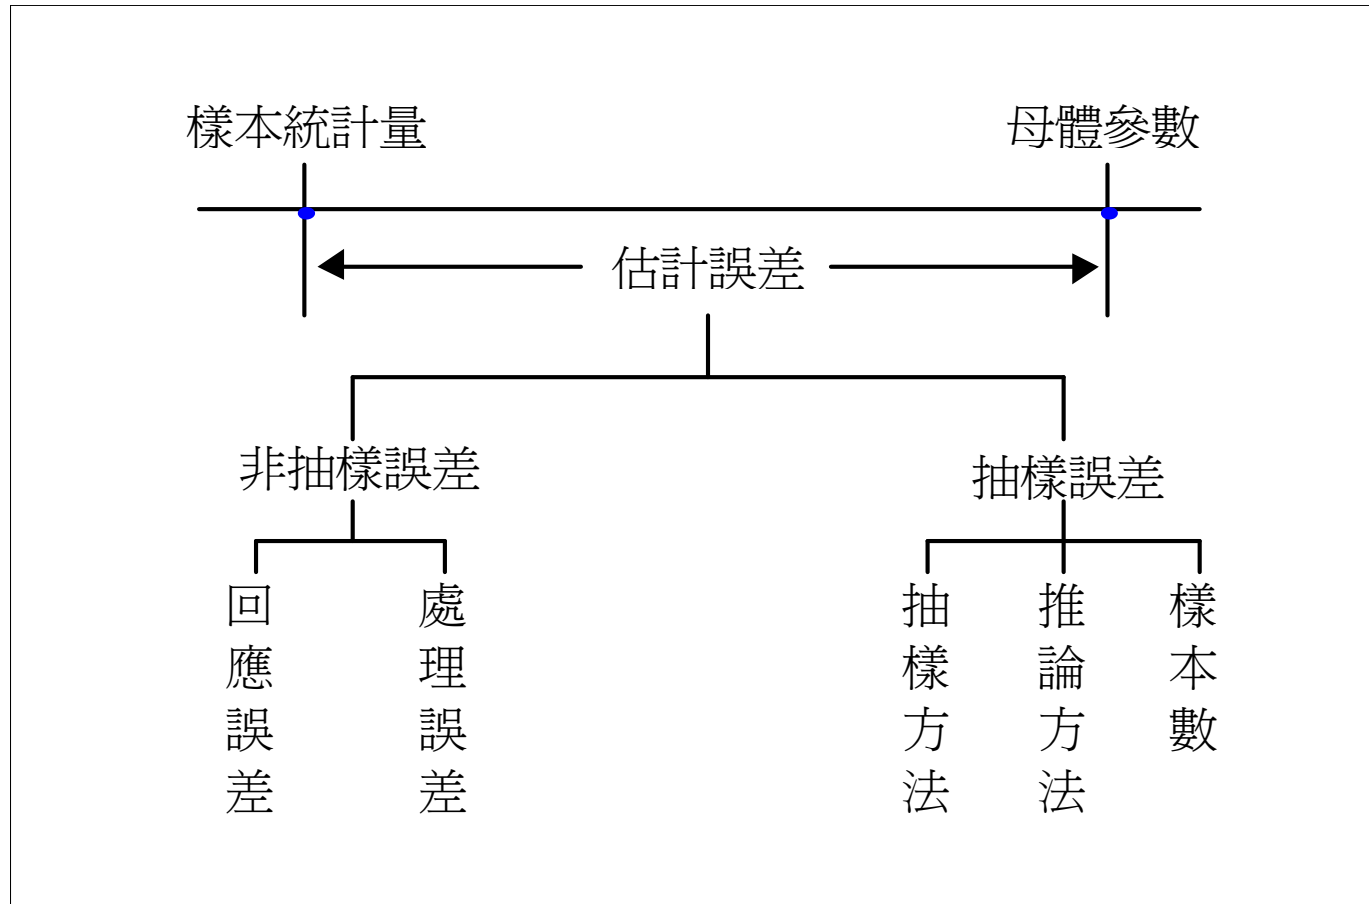 樣本統計量
母體參數
估計誤差
非抽樣誤差
抽樣誤差
回應誤差
處理誤差
抽樣方法
推論方法
樣本數